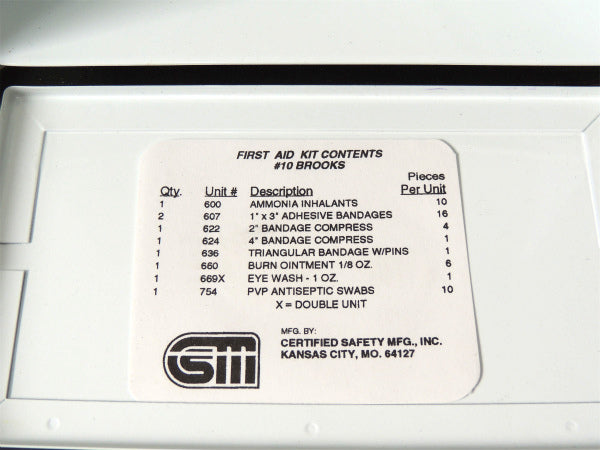 FIRST AID KIT CONTENTS
#10 BROOKS
Pieces
Qty. Unit # Description Per Unit
1 600 AMMONIA INHALANTS 10
2 607 1" x 3" ADHESIVE BANDAGES 16
1 622 2" BANDAGE COMPRESS 4
1 624 4" BANDAGE COMPRESS 1
1 636 TRIANGULAR BANDAGE W/PINS 1
1 660 BURN OINTMENT 1/8 OZ. 6
1 669X EYE WASH - 1 OZ. 1
1 754 PVP ANTISEPTIC SWABS 10
X = DOUBLE UNIT
MFG. BY:
CERTIFIED SAFETY MFG., INC.
KANSAS CITY, MO. 64127
CSM